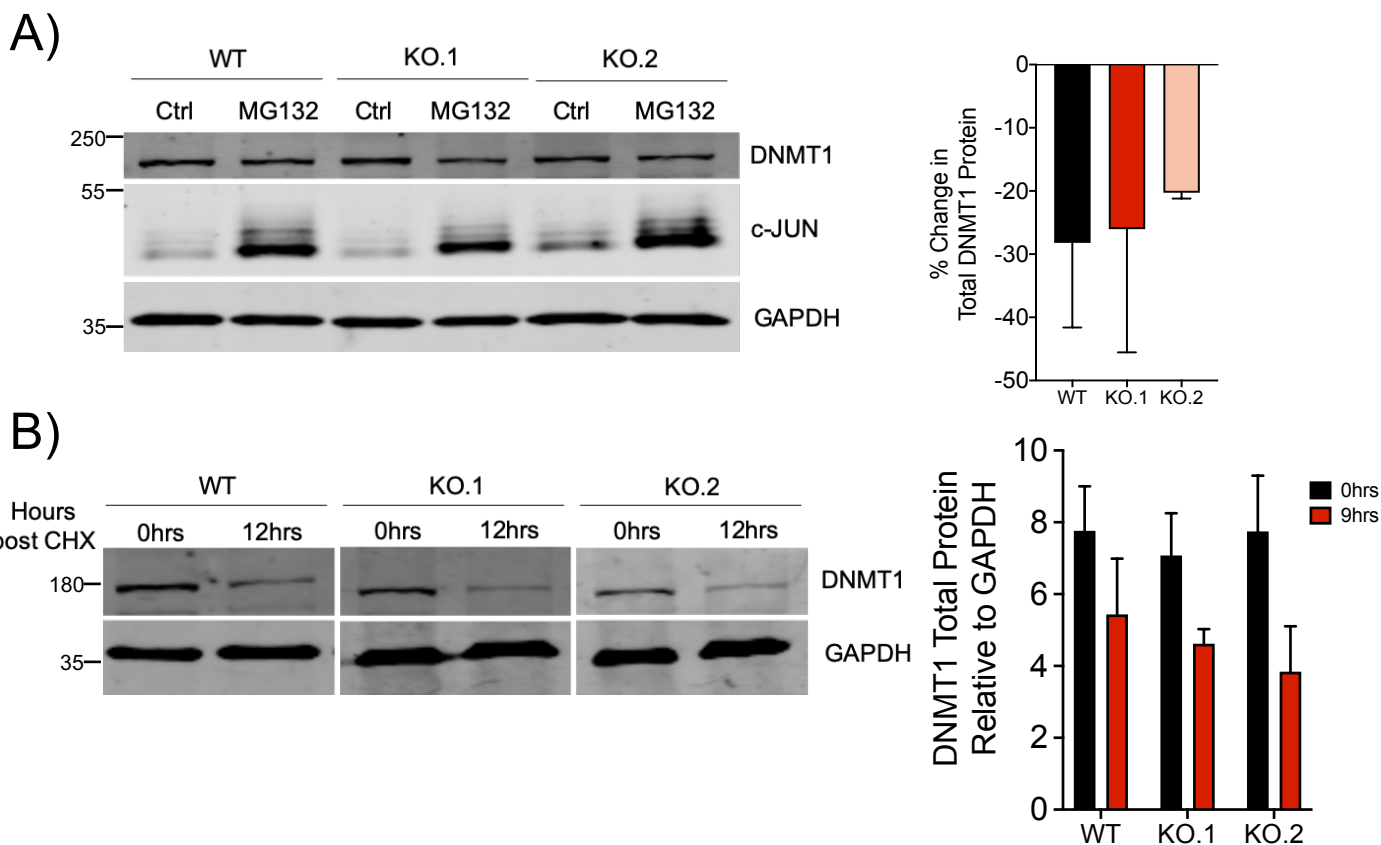 A)
WT KO.1 KO.2
Ctrl MG132 Ctrl MG132 Ctrl MG132
250
DNMT1
55
c-JUN
35
GAPDH
% Change in
Total DNMT1 Protein
0
-10
-20
-30
-40
-50
WT KO.1 KO.2
B)
WT KO.1 KO.2
Hours
post CHX
0hrs 12hrs 0hrs 12hrs 0hrs 12hrs
180
DNMT1
35
GAPDH
DNMT1 Total Protein
Relative to GAPDH
10
8
6
4
2
0
WT KO.1 KO.2
0hrs
9hrs